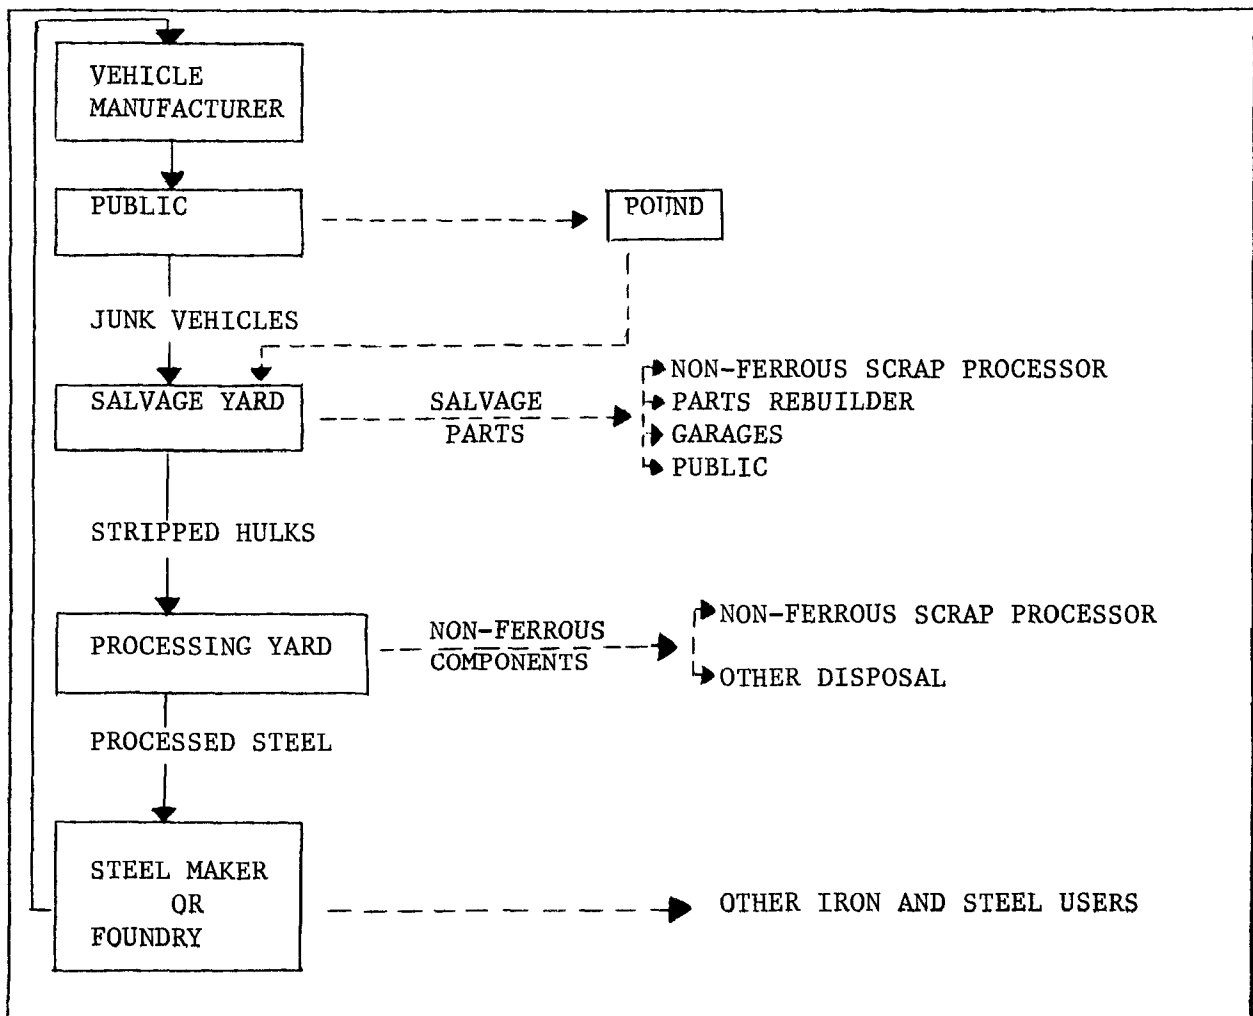 VEHICLE
MANUFACTURER
PUBLIC
POUND
JUNK VEHICLES
SALVAGE YARD
SALVAGE
PARTS
NON-FERROUS SCRAP PROCESSOR
PARTS REBUILDER
GARAGES
PUBLIC
STRIPPED HULKS
PROCESSING YARD
NON-FERROUS
COMPONENTS
NON-FERROUS SCRAP PROCESSOR
OTHER DISPOSAL
PROCESSED STEEL
STEEL MAKER
OR
FOUNDRY
OTHER IRON AND STEEL USERS